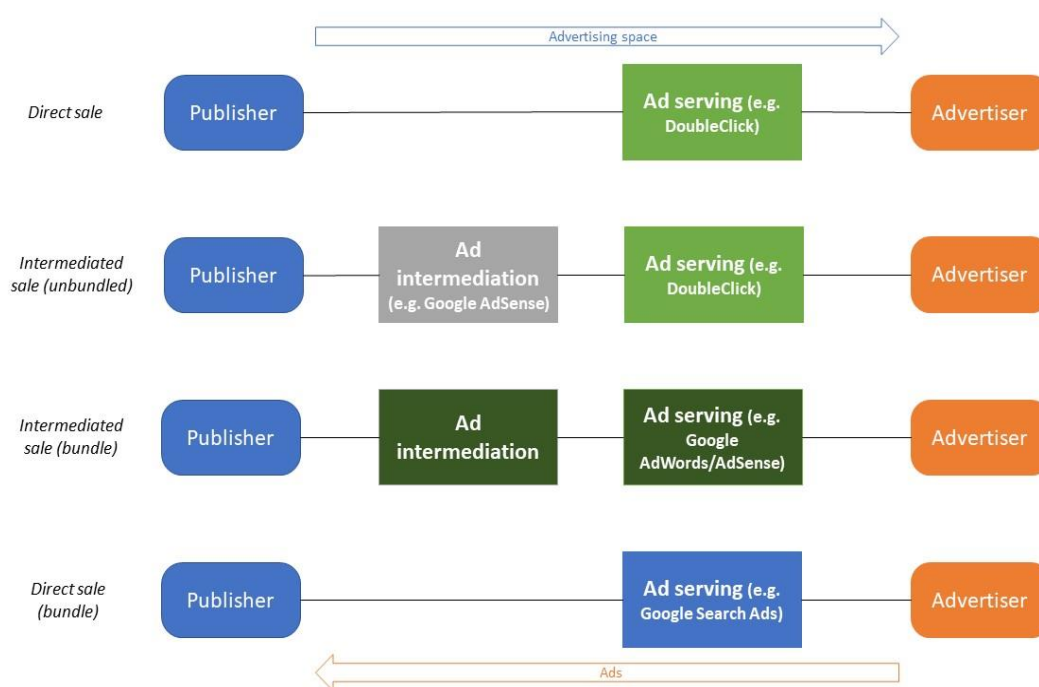 Advertising space
Direct sale
Publisher
Ad serving (e.g.
DoubleClick)
Advertiser
Intermediated
sale (unbundled)
Publisher
Ad
intermediation
(e.g. Google AdSense)
Ad serving (e.g.
DoubleClick)
Advertiser
Intermediated
sale (bundle)
Publisher
Ad
intermediation
Ad serving (e.g.
Google
AdWords/AdSense)
Advertiser
Direct sale
(bundle)
Publisher
Ad serving (e.g.
Google Search Ads)
Advertiser
Ads